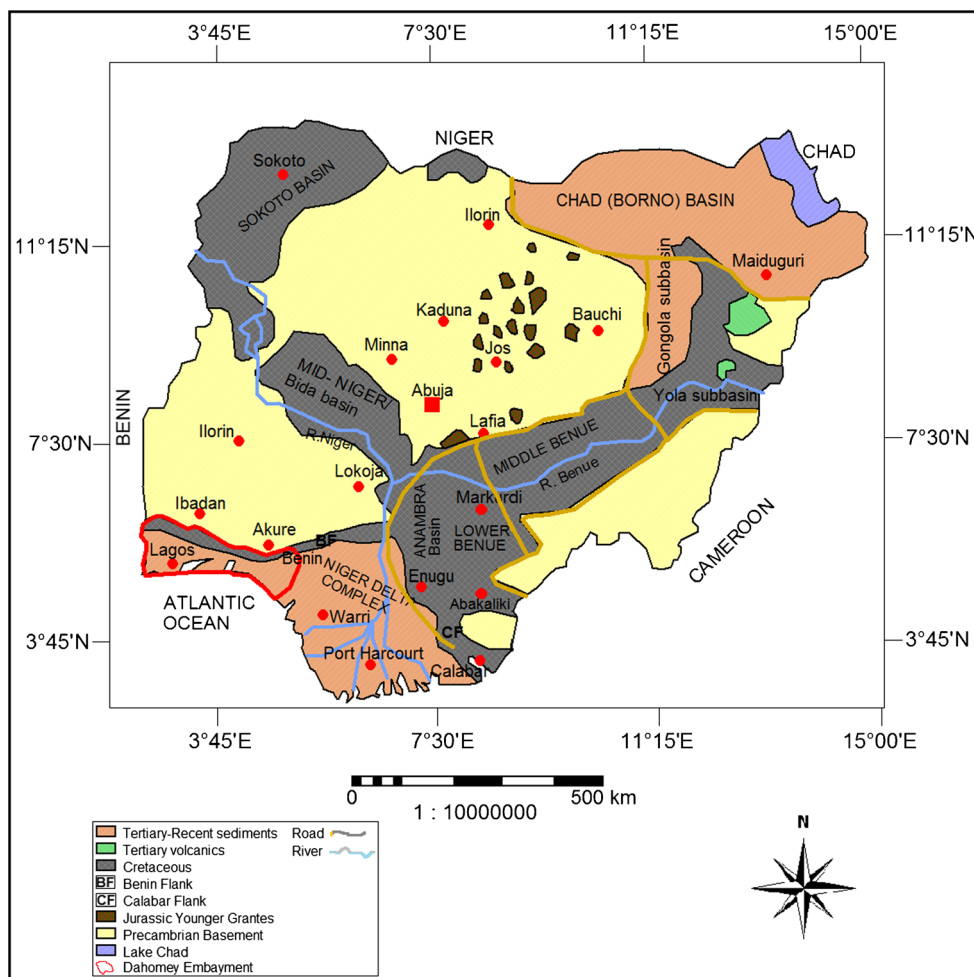 3°45'E
7°30'E
11°15'E
15°00'E
NIGER
CHAD
Sokoto
SOKOTO BASIN
CHAD (BORNO) BASIN
Ilorin
11°15'N
11°15'N
Maiduguri
Gongola subbasin
Kaduna
Bauchi
Minna
Jos
MID- NIGER/
Bida basin
Abuja
Yola subbasin
BENIN
Lafia
7°30'N
7°30'N
Ilorin
R.Niger
MIDDLE BENUE
R. Benue
Lokoja
Markurdi
Ibadan
ANAMBRA
Basin
LOWER
BENUE
CAMEROON
Akure
BF
Lagos
Benin
NIGER DELTA
COMPLEX
Enugu
Abakaliki
ATLANTIC
OCEAN
Warri
CF
3°45'N
3°45'N
Port Harcourt
Calabar
3°45'E
7°30'E
11°15'E
15°00'E
0
500 km
1 : 10000000
Tertiary-Recent sediments
Road
Tertiary volcanics
River
Cretaceous
BF Benin Flank
CF Calabar Flank
Jurassic Younger Grantes
Precambrian Basement
Lake Chad
Dahomey Embayment
N